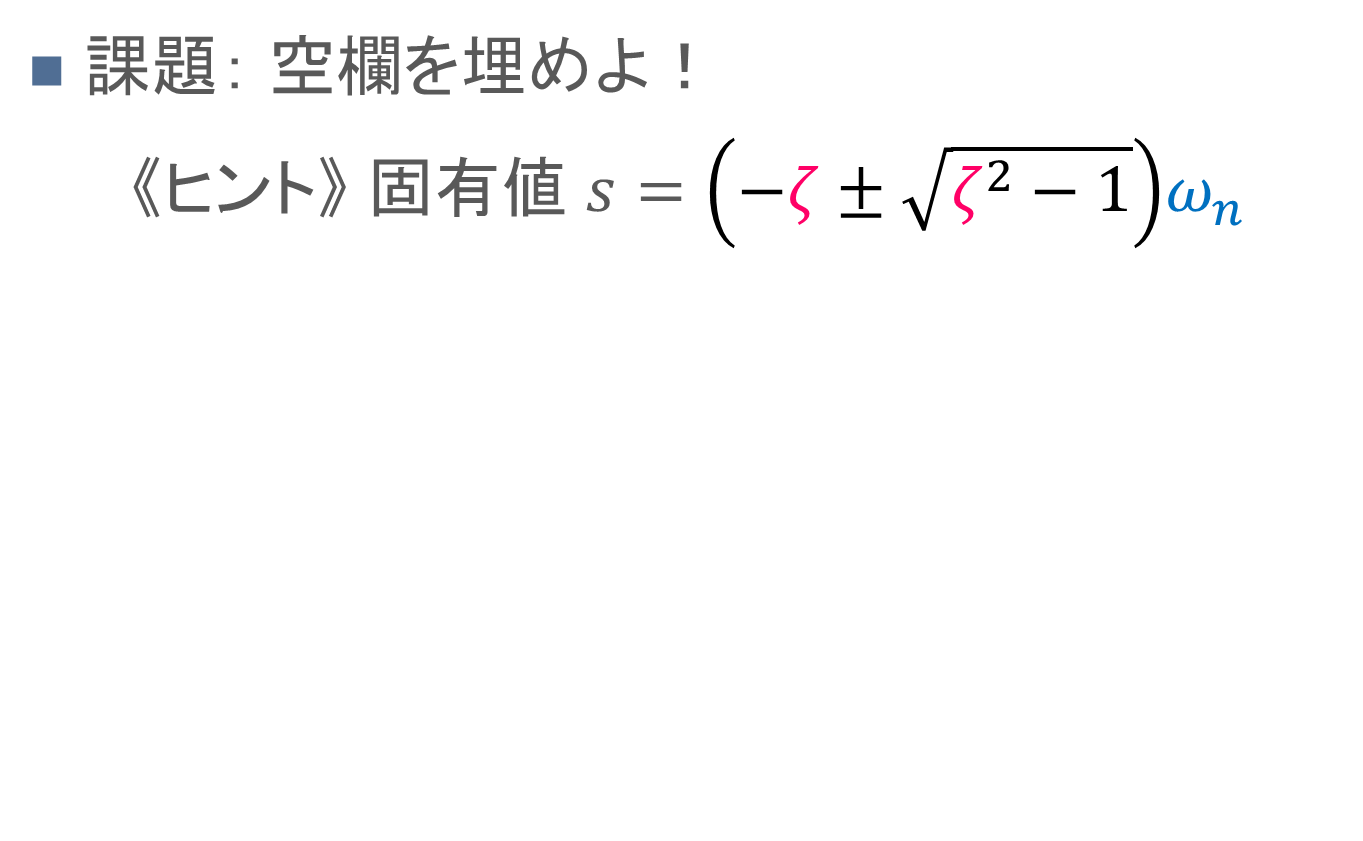 ■ 課題： 空欄を埋めよ！
《ヒント》 固有値 s = (−ζ ± √(ζ² − 1)) ωₙ